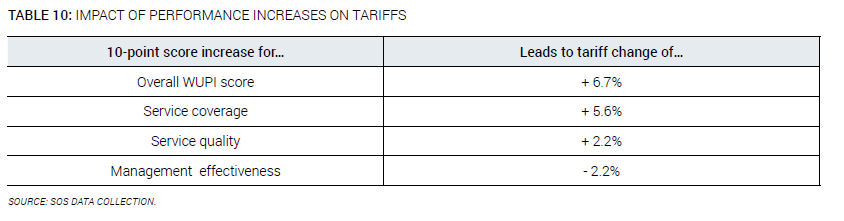 TABLE 10: IMPACT OF PERFORMANCE INCREASES ON TARIFFS
10-point score increase for... Leads to tariff change of...
Overall WUPI score + 6.7%
Service coverage + 5.6%
Service quality + 2.2%
Management effectiveness - 2.2%
SOURCE: SOS DATA COLLECTION.